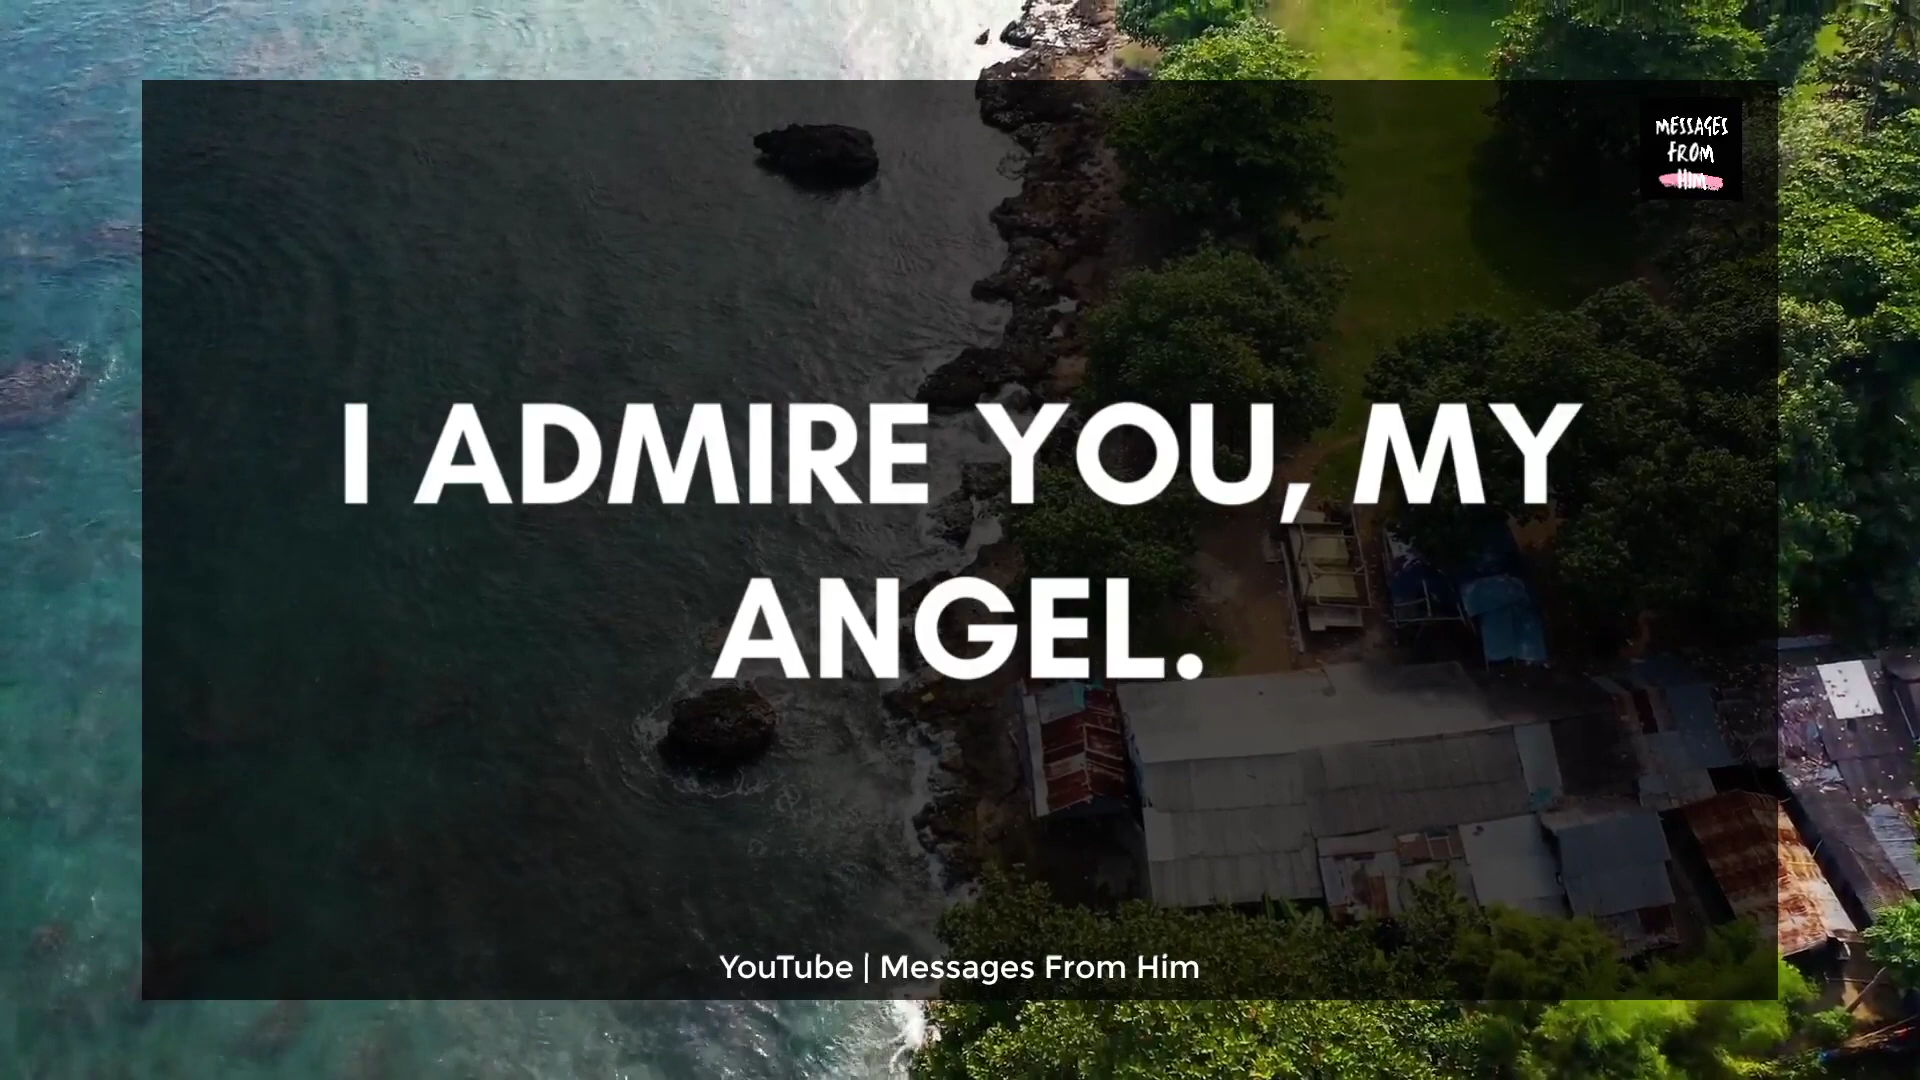 MESSAGES
FROM
HIM
I ADMIRE YOU, MY
ANGEL.
YouTube | Messages From Him